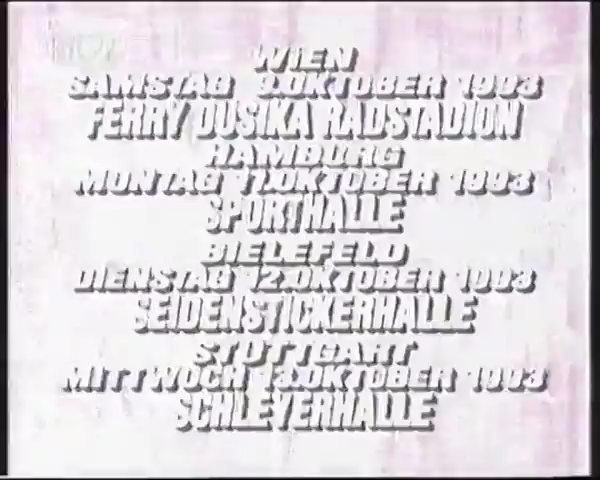 WIEN
SAMSTAG 9.OKTOBER 1993
FERRY DUSIKA RADSTADION
HAMBURG
MONTAG 11.OKTOBER 1993
SPORTHALLE
BIELEFELD
DIENSTAG 12.OKTOBER 1993
SEIDENSTICKERHALLE
STUTTGART
MITTWOCH 13.OKTOBER 1993
SCHLEYERHALLE